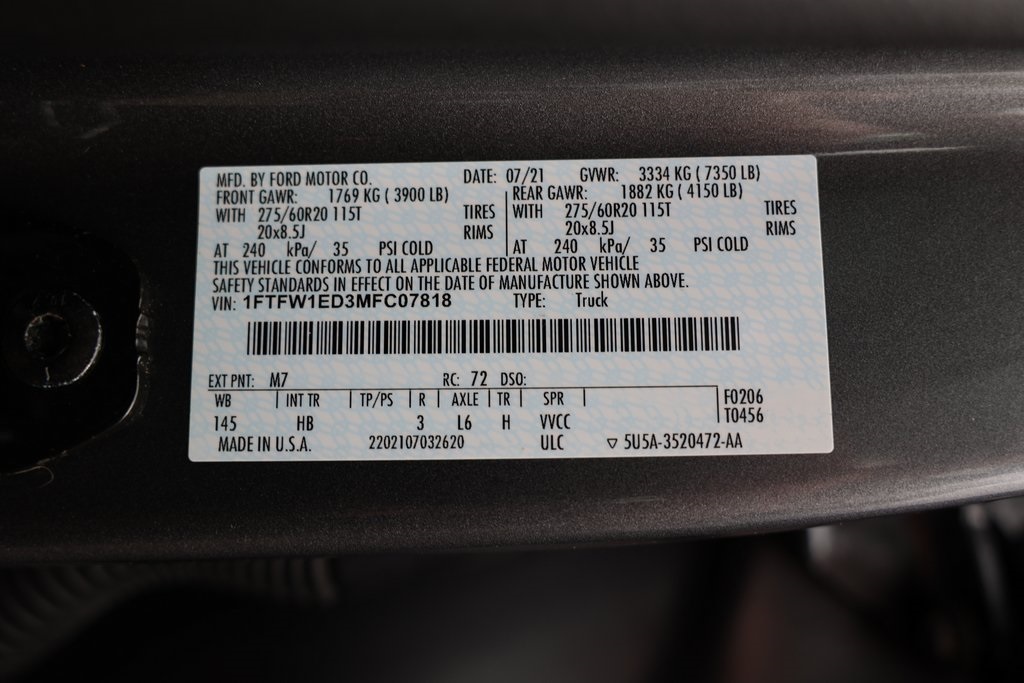 MFD. BY FORD MOTOR CO. DATE: 07/21 GVWR: 3334 KG ( 7350 LB)
FRONT GAWR: 1769 KG ( 3900 LB) REAR GAWR: 1882 KG ( 4150 LB)
WITH 275/60R20 115T TIRES WITH 275/60R20 115T TIRES
20x8.5J RIMS 20x8.5J RIMS
AT 240 kPa/ 35 PSI COLD AT 240 kPa/ 35 PSI COLD
THIS VEHICLE CONFORMS TO ALL APPLICABLE FEDERAL MOTOR VEHICLE
SAFETY STANDARDS IN EFFECT ON THE DATE OF MANUFACTURE SHOWN ABOVE.
VIN: 1FTFW1ED3MFC07818 TYPE: Truck
EXT PNT: M7 RC: 72 DSO:
WB INT TR TP/PS R AXLE TR SPR F0206
T0456
145 HB 3 L6 H VVCC
MADE IN U.S.A. 2202107032620 ULC ▽ 5U5A-3520472-AA